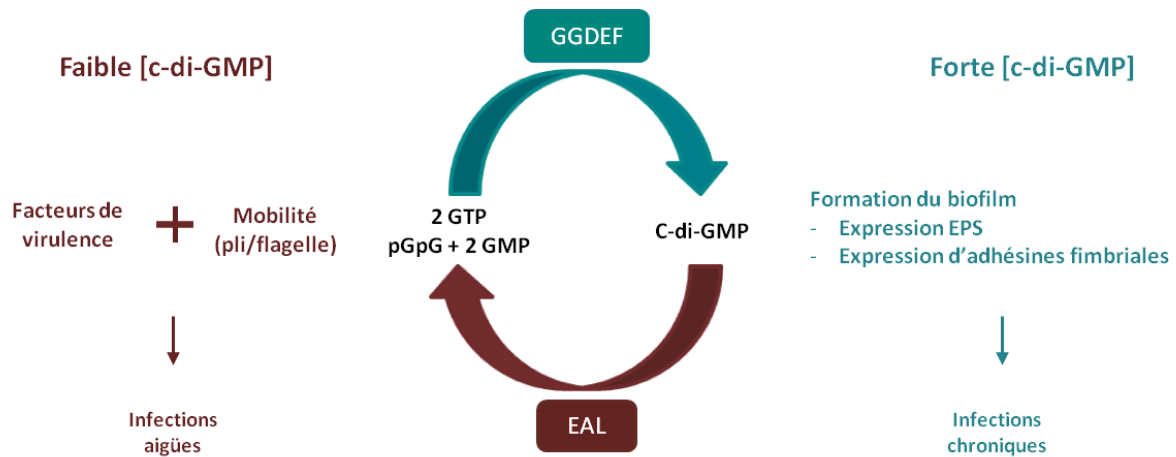 GGDEF
Faible [c-di-GMP]
Forte [c-di-GMP]
Facteurs de
virulence
+
Mobilité
(pli/flagelle)
2 GTP
pGpG + 2 GMP
C-di-GMP
Formation du biofilm
- Expression EPS
- Expression d'adhésines fimbriales
Infections
aigües
EAL
Infections
chroniques